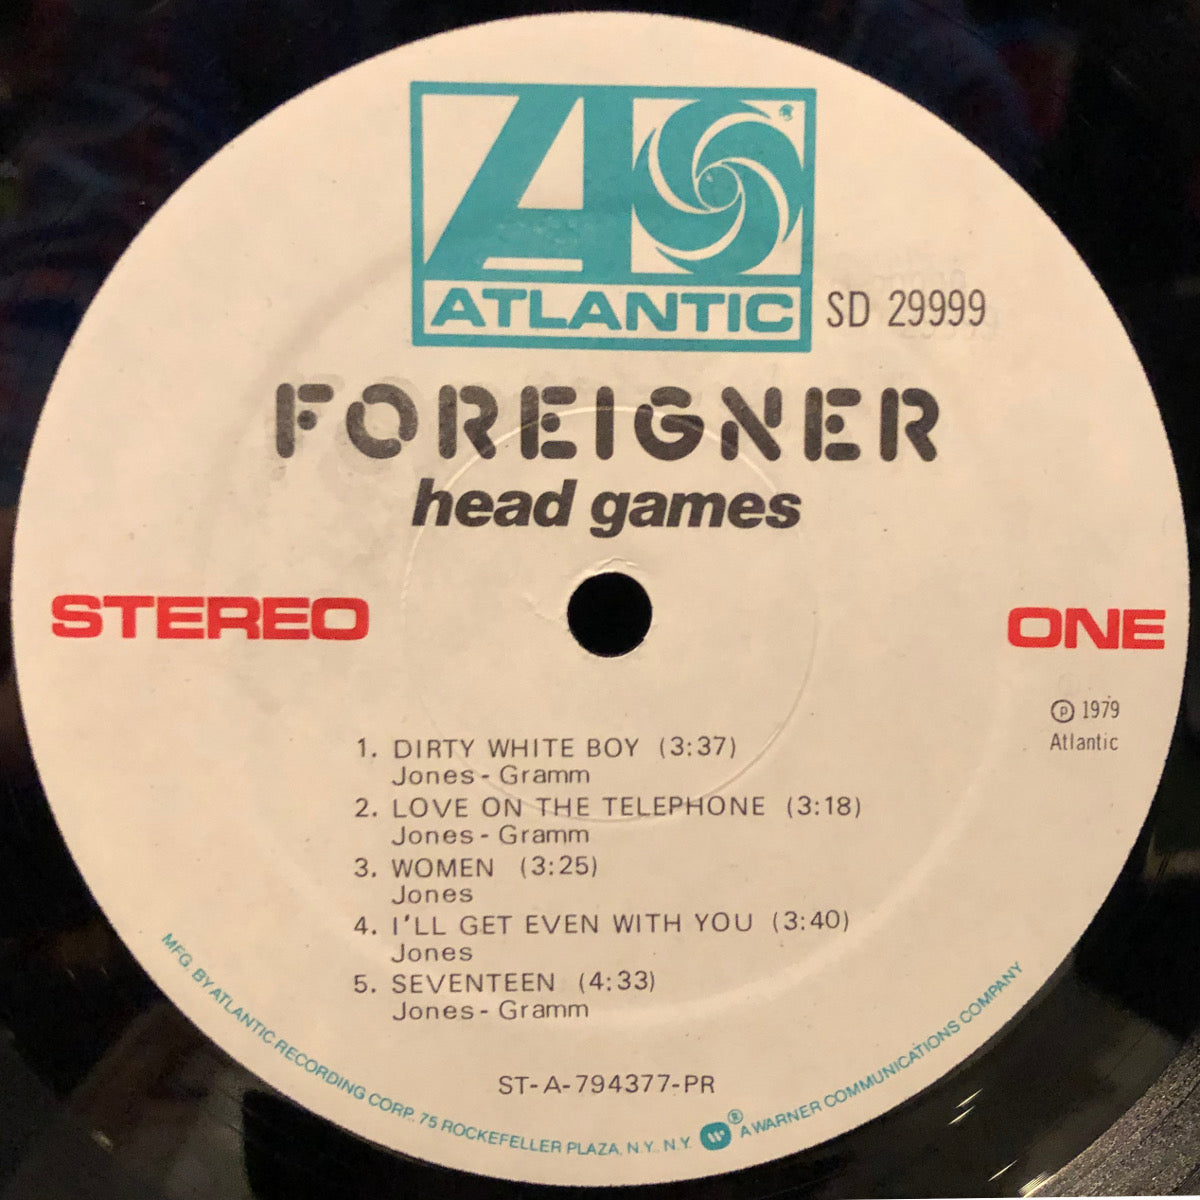 ATLANTIC
SD 29999
FOREIGNER
head games
STEREO
ONE
℗ 1979
Atlantic
1. DIRTY WHITE BOY (3:37)
Jones - Gramm
2. LOVE ON THE TELEPHONE (3:18)
Jones - Gramm
3. WOMEN (3:25)
Jones
4. I'LL GET EVEN WITH YOU (3:40)
Jones
5. SEVENTEEN (4:33)
Jones - Gramm
ST-A-794377-PR
MFG. BY ATLANTIC RECORDING CORP., 75 ROCKEFELLER PLAZA, N.Y., N.Y. ® A WARNER COMMUNICATIONS COMPANY